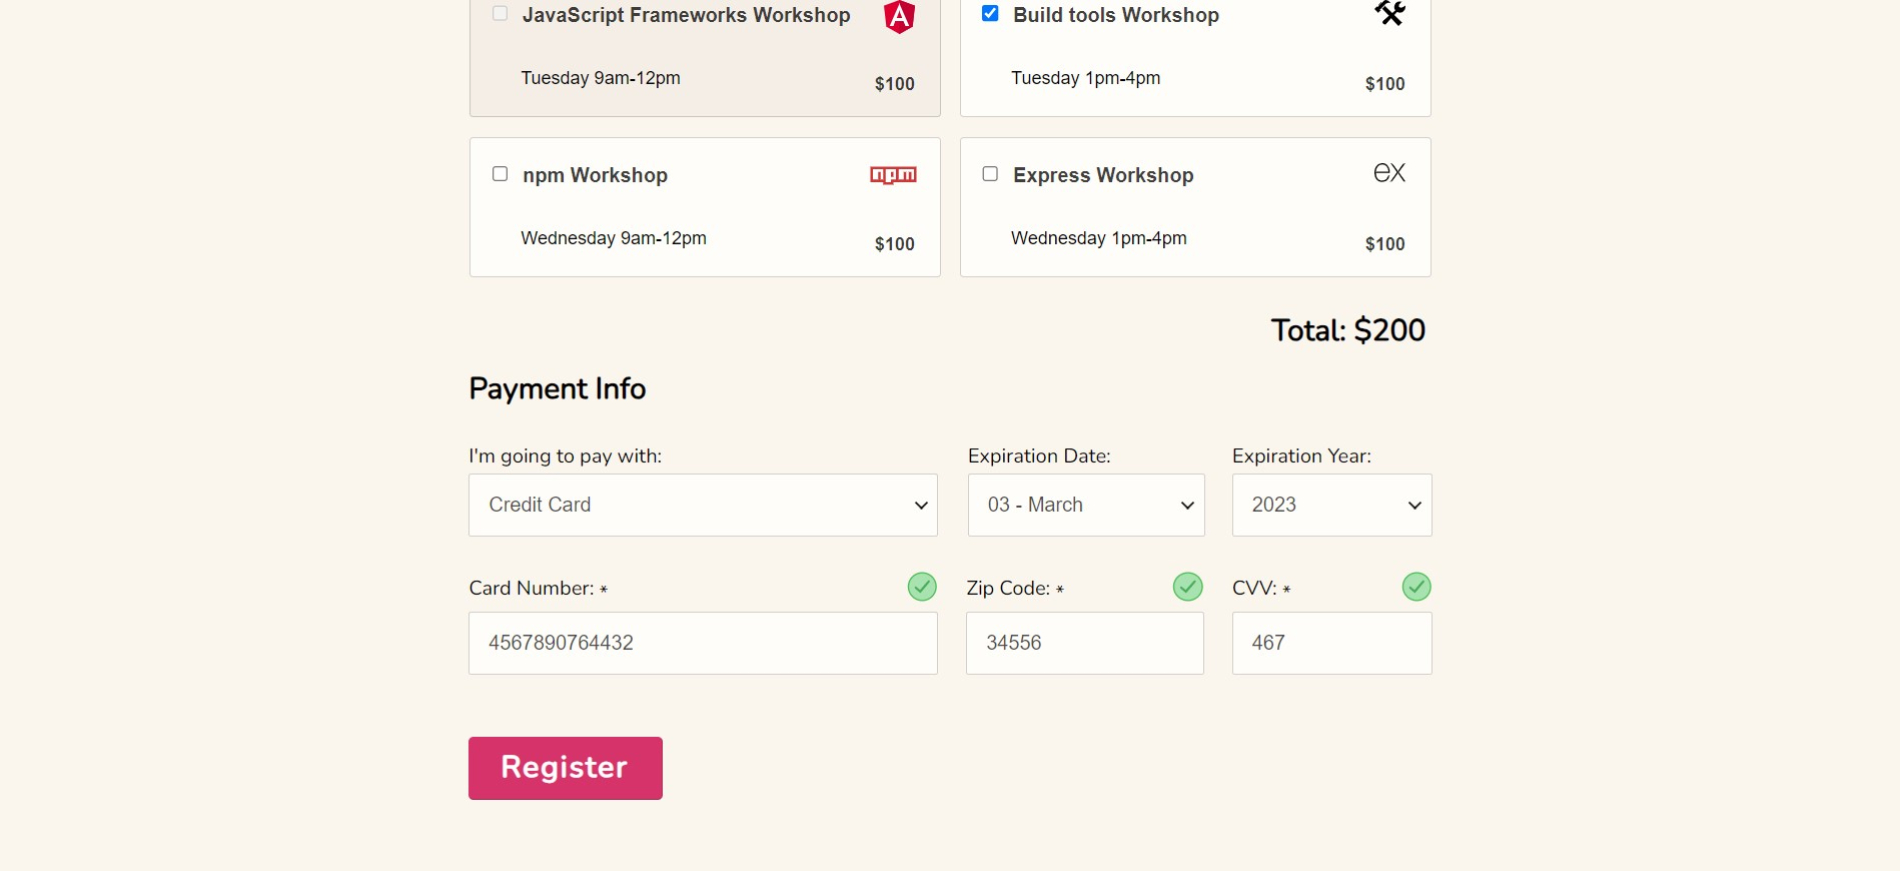 JavaScript Frameworks Workshop
Tuesday 9am-12pm
$100
Build tools Workshop
Tuesday 1pm-4pm
$100
npm Workshop
npm
Wednesday 9am-12pm
$100
Express Workshop
ex
Wednesday 1pm-4pm
$100
Total: $200
Payment Info
I'm going to pay with:
Credit Card
Expiration Date:
03 - March
Expiration Year:
2023
Card Number: *
4567890764432
Zip Code: *
34556
CVV: *
467
Register